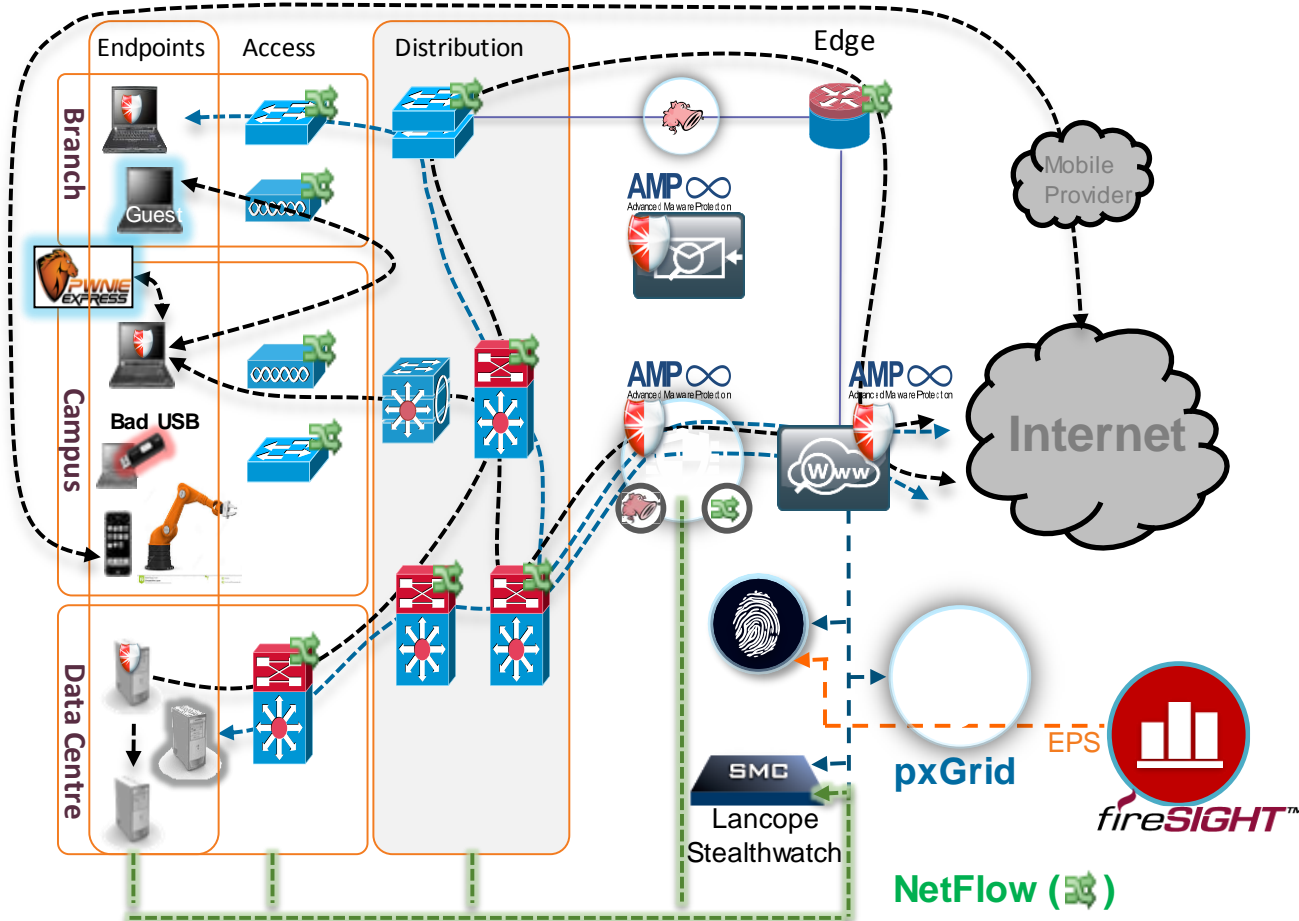 Endpoints
Access
Distribution
Edge
Branch
Guest
Mobile
Provider
AMP
Advanced Malware Protection
PWNIE
EXPRESS
Campus
AMP
Advanced Malware Protection
AMP
Advanced Malware Protection
Bad USB
Internet
Www
Data Centre
EPS
pxGrid
SMC
Lancope
Stealthwatch
fireSIGHT™
NetFlow ( )